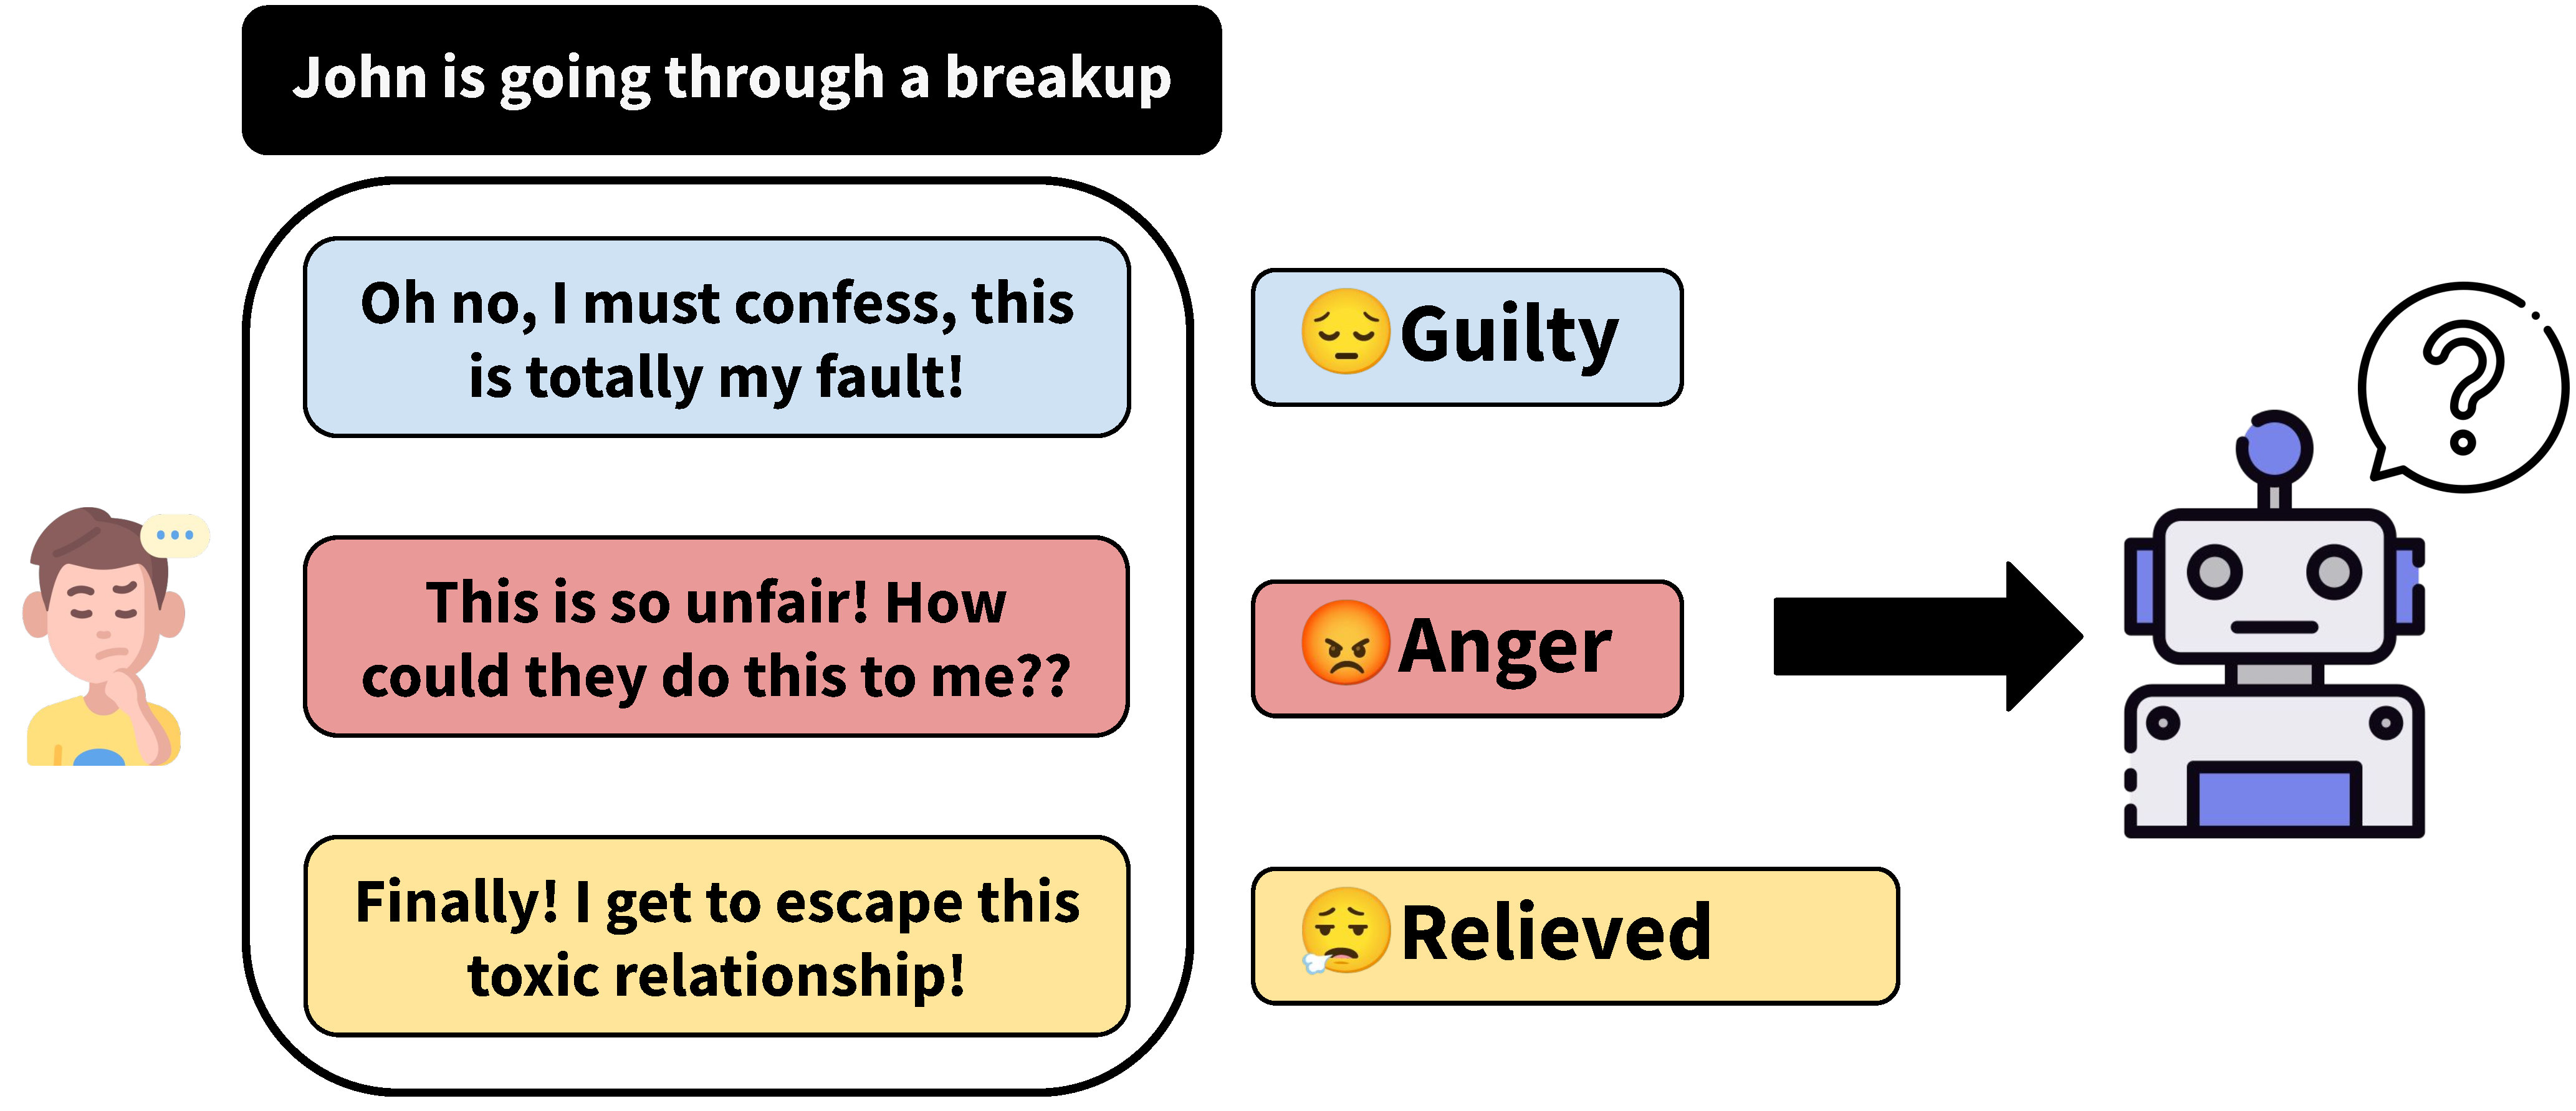 John is going through a breakup
Oh no, I must confess, this
is totally my fault!
😔Guilty
This is so unfair! How
could they do this to me??
😡Anger
Finally! I get to escape this
toxic relationship!
😮‍💨Relieved
?